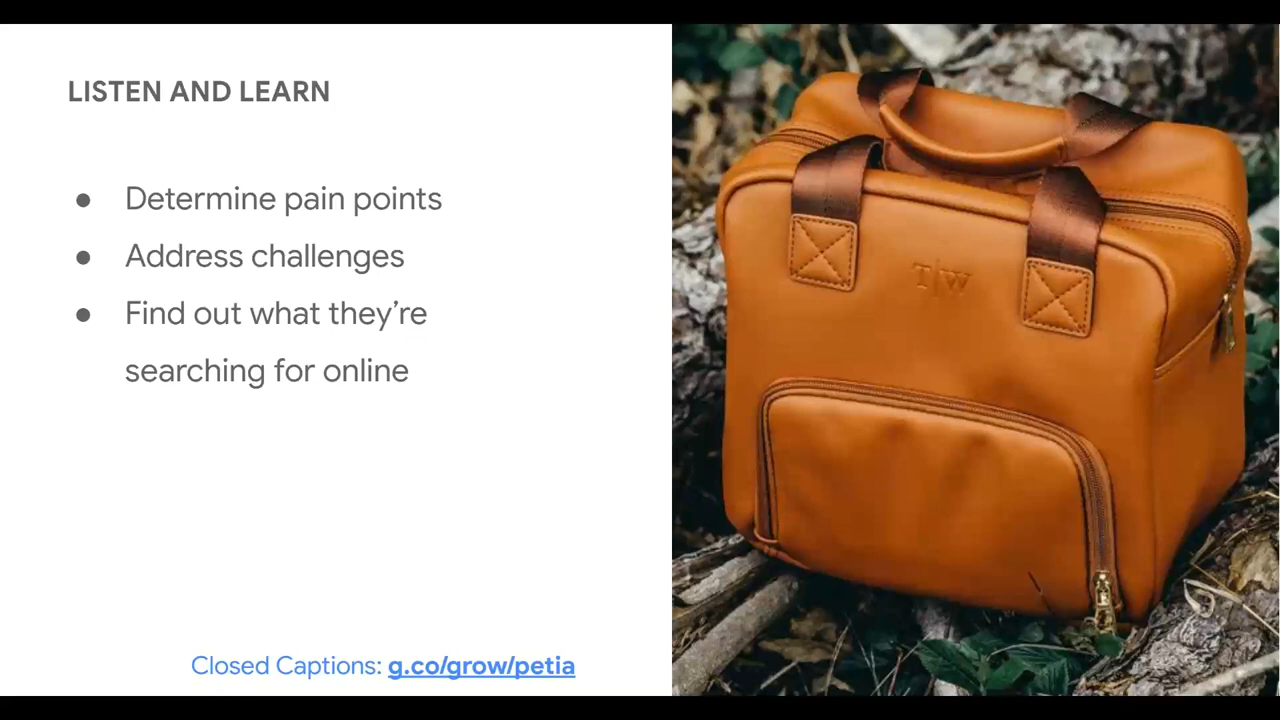 LISTEN AND LEARN
● Determine pain points
● Address challenges
● Find out what they’re
searching for online
T|W
Closed Captions: g.co/grow/petia